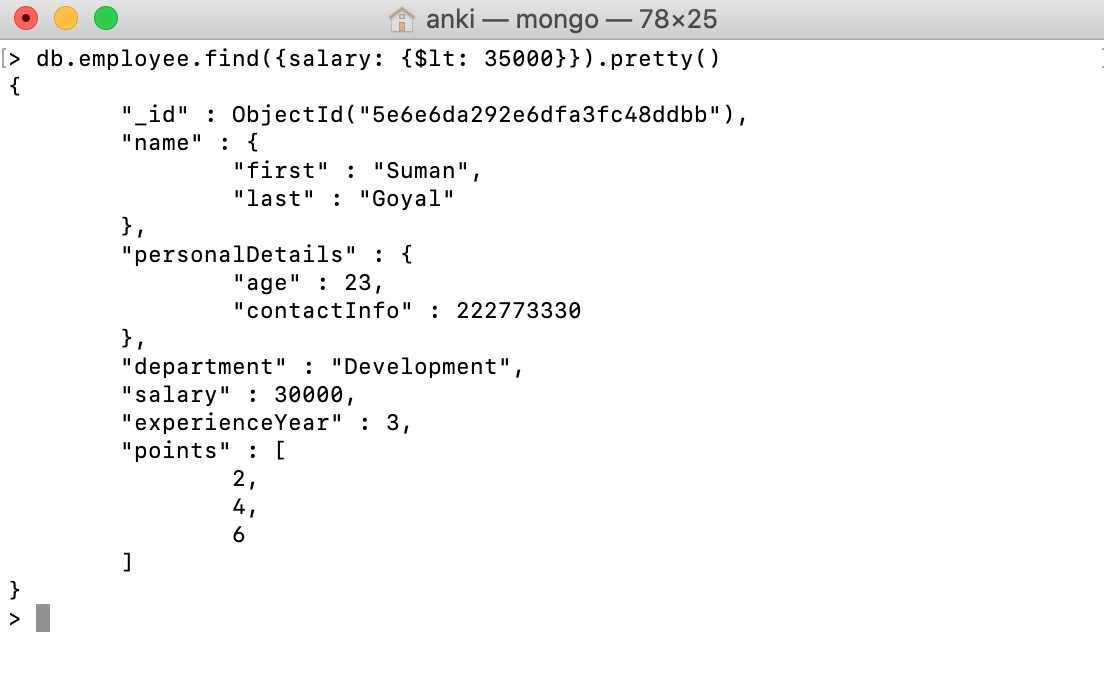 anki — mongo — 78×25
[> db.employee.find({salary: {$lt: 35000}}).pretty() ]
{
        "_id" : ObjectId("5e6e6da292e6dfa3fc48ddbb"),
        "name" : {
                "first" : "Suman",
                "last" : "Goyal"
        },
        "personalDetails" : {
                "age" : 23,
                "contactInfo" : 222773330
        },
        "department" : "Development",
        "salary" : 30000,
        "experienceYear" : 3,
        "points" : [
                2,
                4,
                6
        ]
}
>